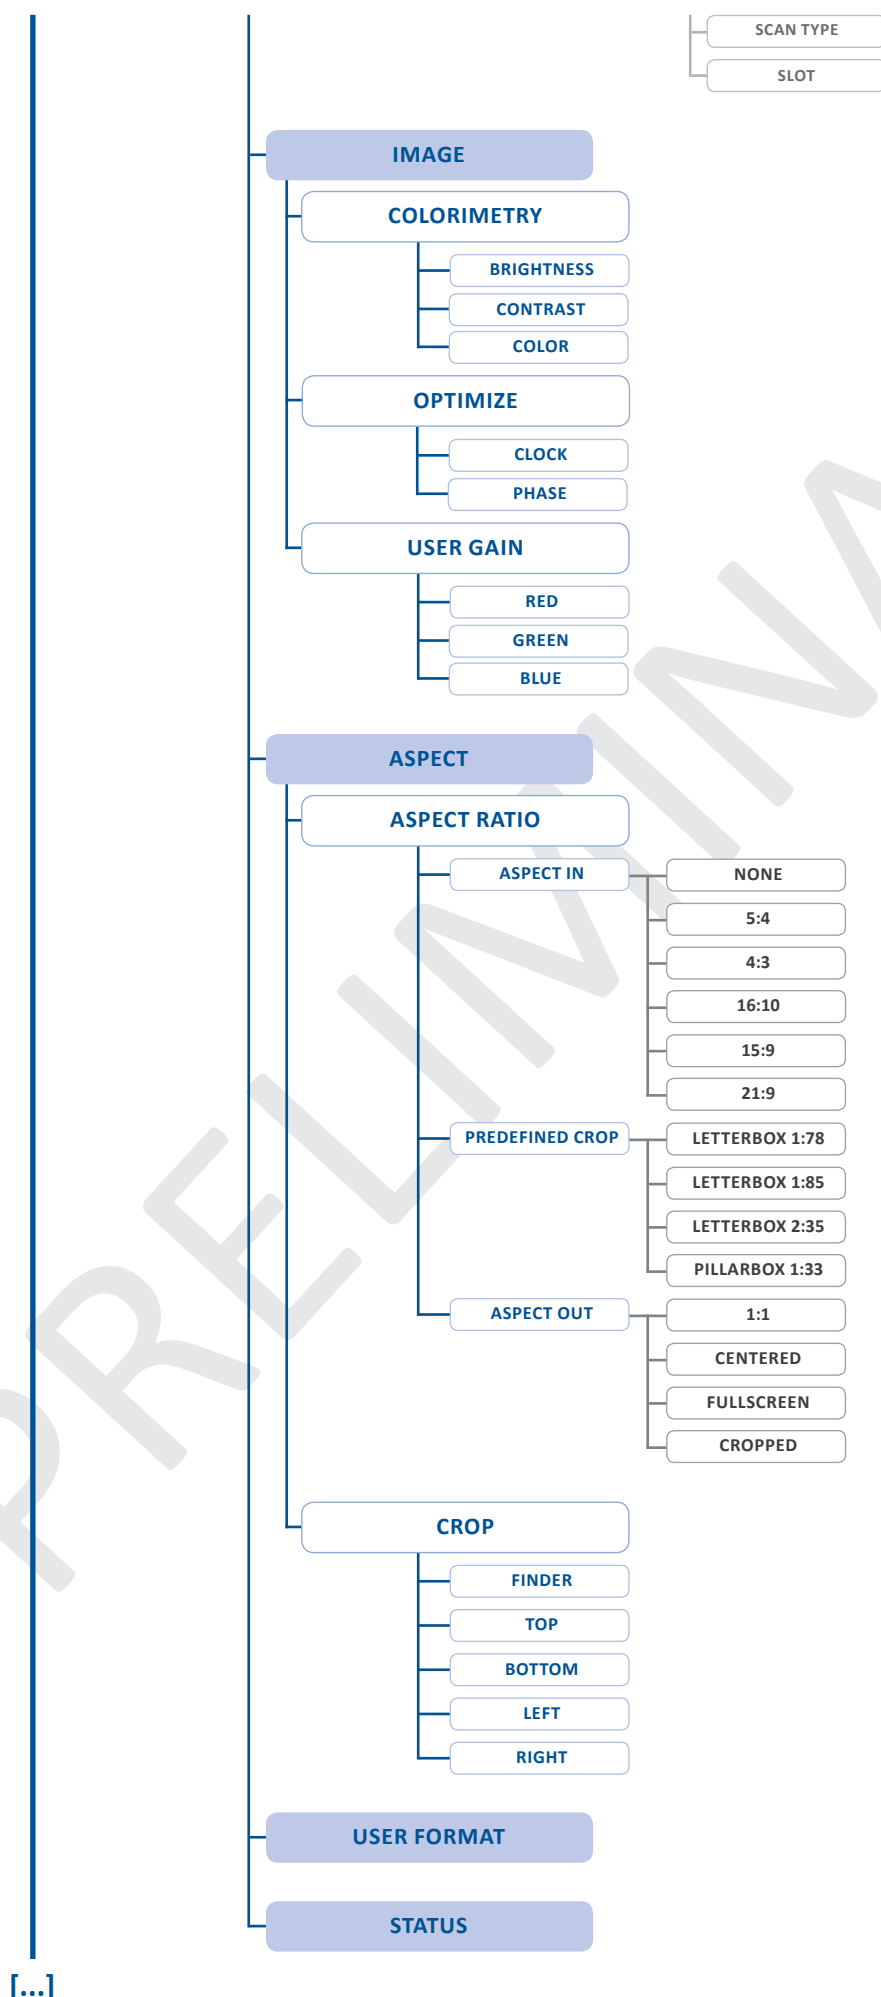 SCAN TYPE
SLOT
IMAGE
COLORIMETRY
BRIGHTNESS
CONTRAST
COLOR
OPTIMIZE
CLOCK
PHASE
USER GAIN
RED
GREEN
BLUE
ASPECT
ASPECT RATIO
ASPECT IN
NONE
5:4
4:3
16:10
15:9
21:9
PREDEFINED CROP
LETTERBOX 1:78
LETTERBOX 1:85
LETTERBOX 2:35
PILLARBOX 1:33
ASPECT OUT
1:1
CENTERED
FULLSCREEN
CROPPED
CROP
FINDER
TOP
BOTTOM
LEFT
RIGHT
USER FORMAT
STATUS
[...]
PRELIMINA